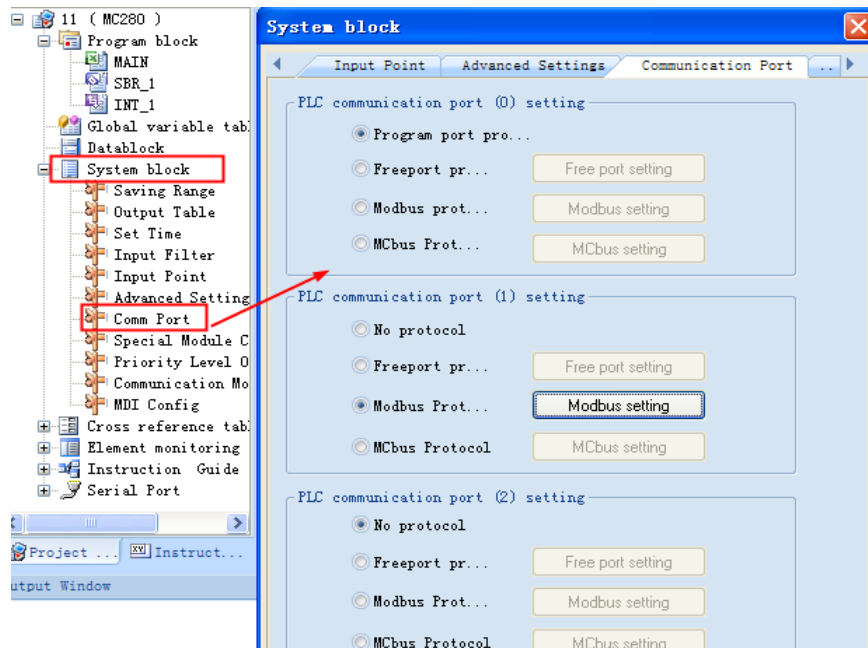 11 ( MC280 )
Program block
MAIN
SBR_1
INT_1
Global variable tab
Datablock
System block
Saving Range
Output Table
Set Time
Input Filter
Input Point
Advanced Setting
Comm Port
Special Module C
Priority Level O
Communication Mo
MDI Config
Cross reference tab
Element monitoring
Instruction Guide
Serial Port
Project ...
Instruct...
utput Window
System block
Input Point
Advanced Settings
Communication Port
..
PLC communication port (0) setting
Program port pro...
Freeport pr...
Free port setting
Modbus prot...
Modbus setting
MCbus Prot...
MCbus setting
PLC communication port (1) setting
No protocol
Freeport pr...
Free port setting
Modbus Prot...
Modbus setting
MCbus Protocol
MCbus setting
PLC communication port (2) setting
No protocol
Freeport pr...
Free port setting
Modbus Prot...
Modbus setting
MCbus Protocol
MCbus setting